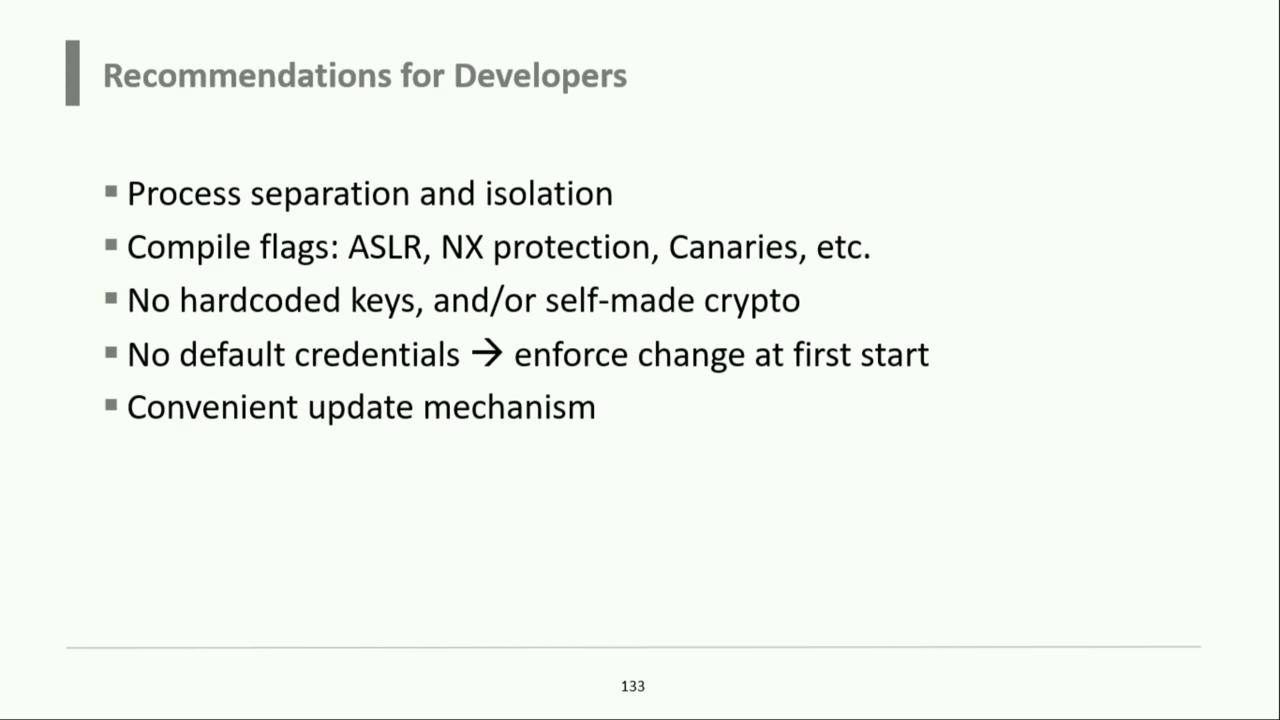 Recommendations for Developers
▪ Process separation and isolation
▪ Compile flags: ASLR, NX protection, Canaries, etc.
▪ No hardcoded keys, and/or self-made crypto
▪ No default credentials → enforce change at first start
▪ Convenient update mechanism
133